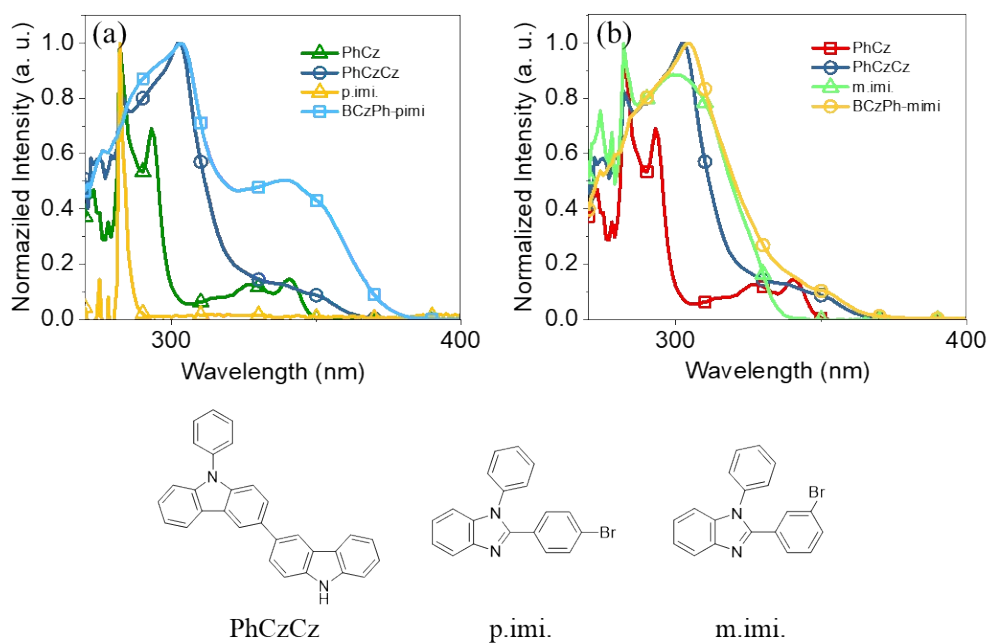 (a)
PhCz
PhCzCz
p.imi.
BCzPh-pimi
1.0
0.8
0.6
0.4
0.2
0.0
Normaziled Intensity (a. u.)
300
400
Wavelength (nm)
(b)
PhCz
PhCzCz
m.imi.
BCzPh-mimi
1.0
0.8
0.6
0.4
0.2
0.0
Normalized Intensity (a. u.)
300
400
Wavelength (nm)
N
N
H
PhCzCz
N
N
Br
p.imi.
N
N
Br
m.imi.